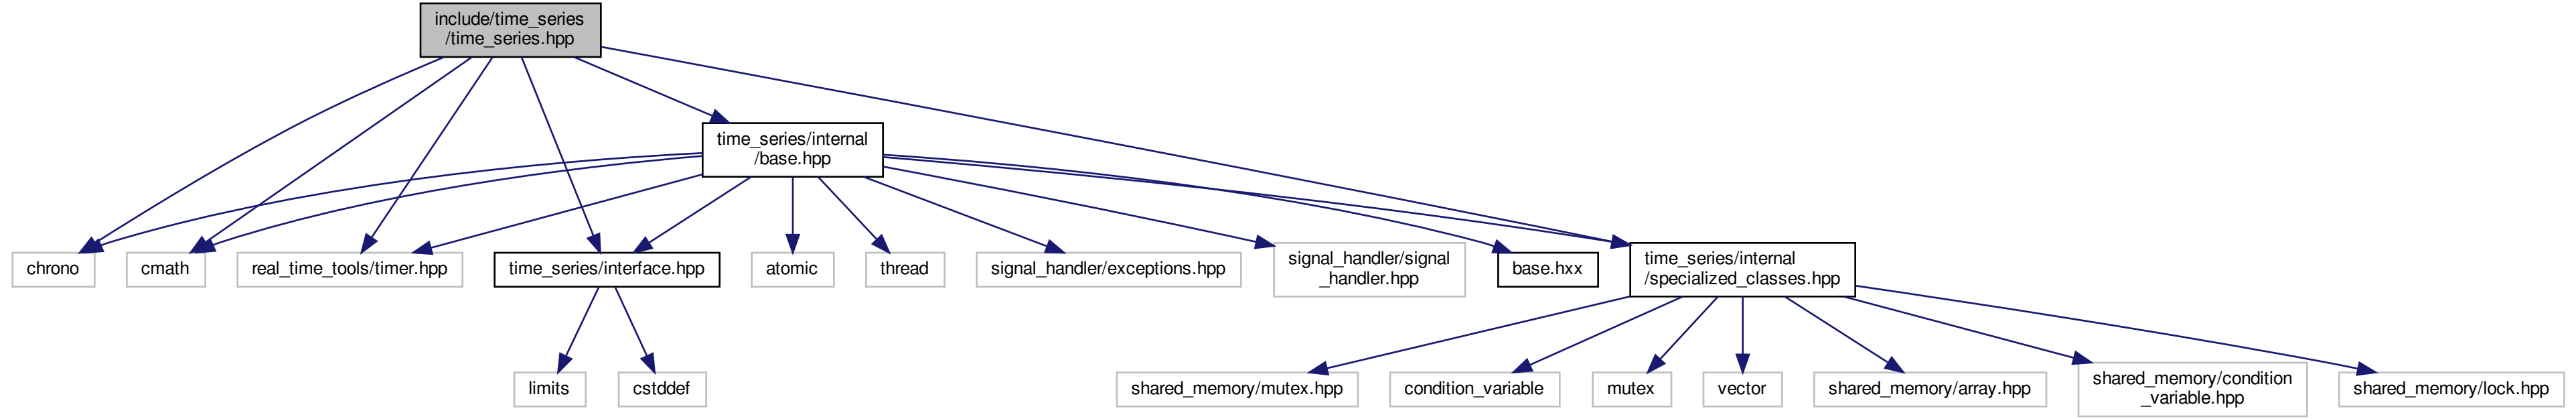 include/time_series
/time_series.hpp
time_series/internal
/base.hpp
chrono
cmath
real_time_tools/timer.hpp
time_series/interface.hpp
atomic
thread
signal_handler/exceptions.hpp
signal_handler/signal
_handler.hpp
base.hxx
time_series/internal
/specialized_classes.hpp
limits
cstddef
shared_memory/mutex.hpp
condition_variable
mutex
vector
shared_memory/array.hpp
shared_memory/condition
_variable.hpp
shared_memory/lock.hpp